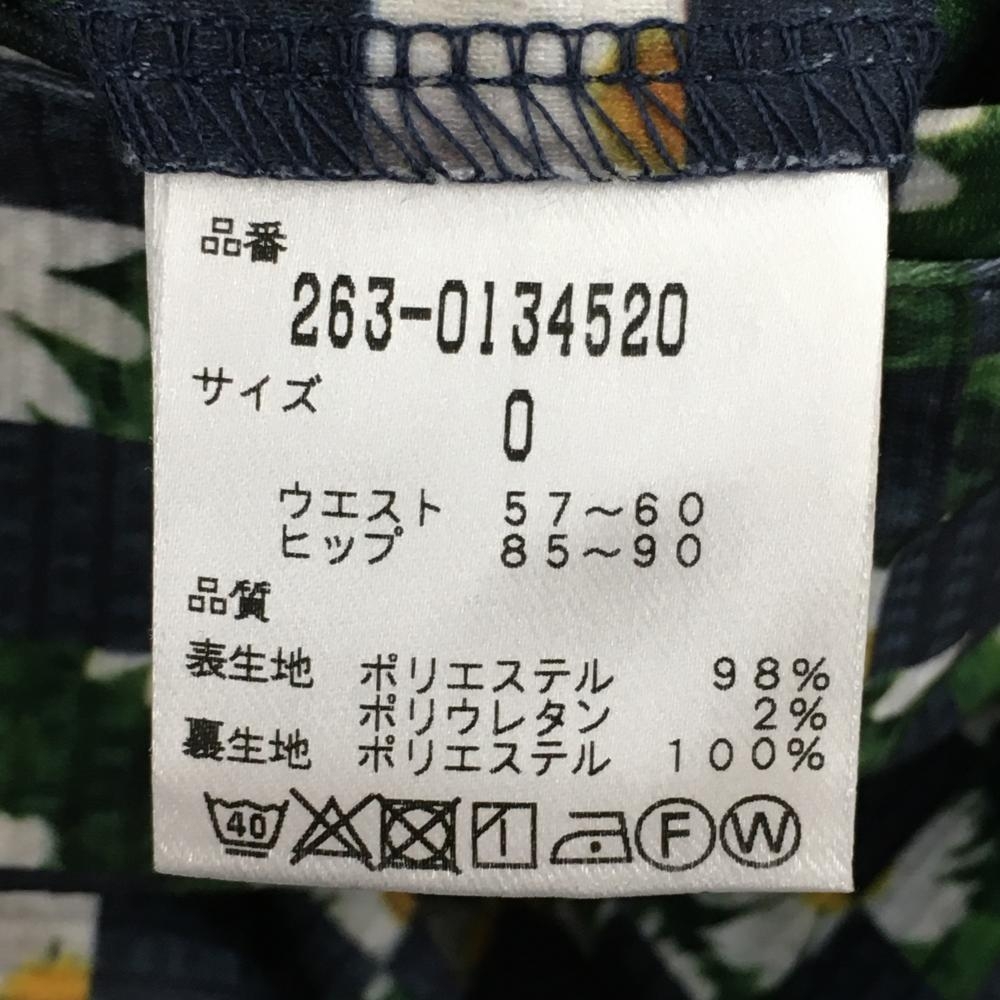 品番
263-0134520
サイズ
0
ウエスト 57～60
ヒップ 85～90
品質
表生地 ポリエステル 98%
ポリウレタン 2%
裏生地 ポリエステル 100%
40 F W